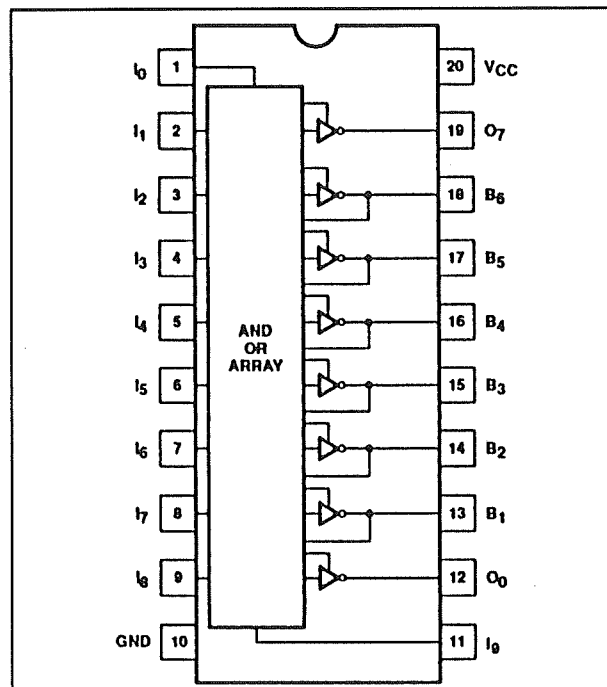 I0 1 20 VCC
I1 2 19 O7
I2 3 18 B6
I3 4 17 B5
I4 5 16 B4
AND
OR
ARRAY
I5 6 15 B3
I6 7 14 B2
I7 8 13 B1
I8 9 12 O0
GND 10 11 I9